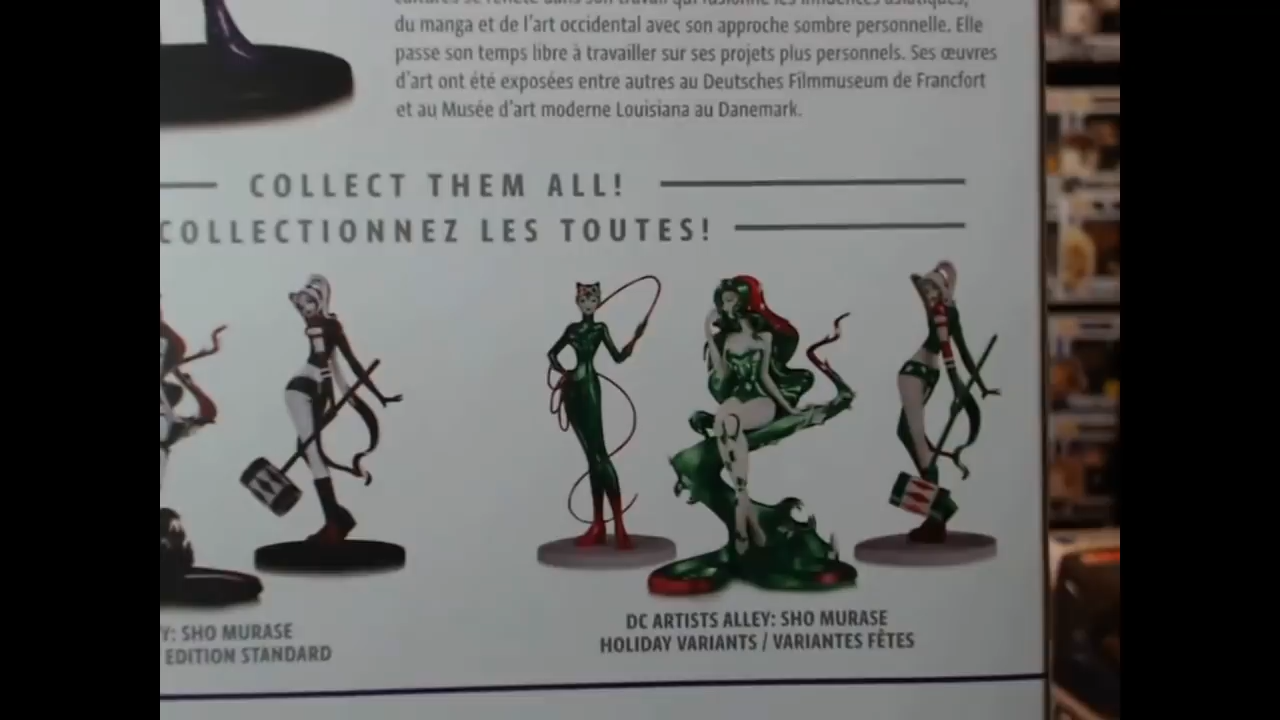 du manga et de l'art occidental avec son approche sombre personnelle. Elle
passe son temps libre à travailler sur ses projets plus personnels. Ses œuvres
d'art ont été exposées entre autres au Deutsches Filmmuseum de Francfort
et au Musée d'art moderne Louisiana au Danemark.
COLLECT THEM ALL!
COLLECTIONNEZ LES TOUTES!
Y: SHO MURASE
EDITION STANDARD
DC ARTISTS ALLEY: SHO MURASE
HOLIDAY VARIANTS / VARIANTES FÊTES